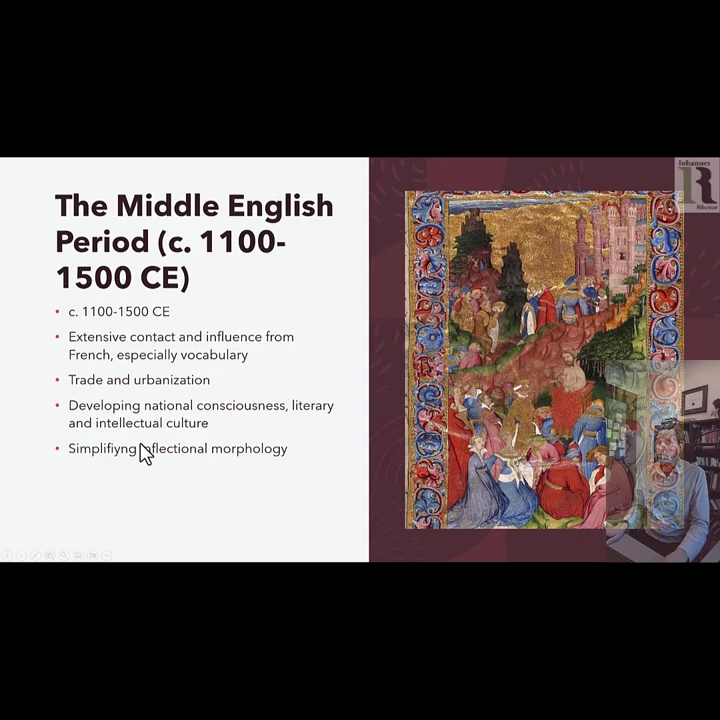 The Middle English
Period (c. 1100-
1500 CE)
• c. 1100-1500 CE
• Extensive contact and influence from
French, especially vocabulary
• Trade and urbanization
• Developing national consciousness, literary
and intellectual culture
• Simplifiyng inflectional morphology
Iohannes
R
Rhetor